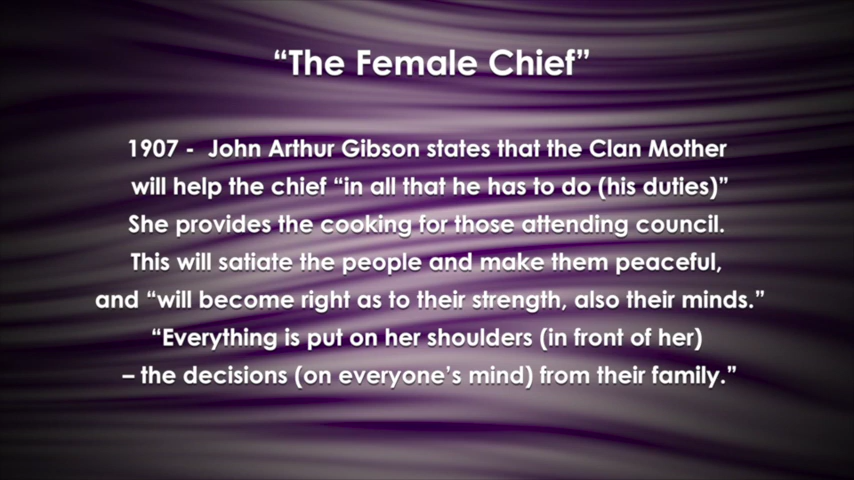 “The Female Chief”
1907 - John Arthur Gibson states that the Clan Mother
will help the chief “in all that he has to do (his duties)”
She provides the cooking for those attending council.
This will satiate the people and make them peaceful,
and “will become right as to their strength, also their minds.”
“Everything is put on her shoulders (in front of her)
– the decisions (on everyone’s mind) from their family.”